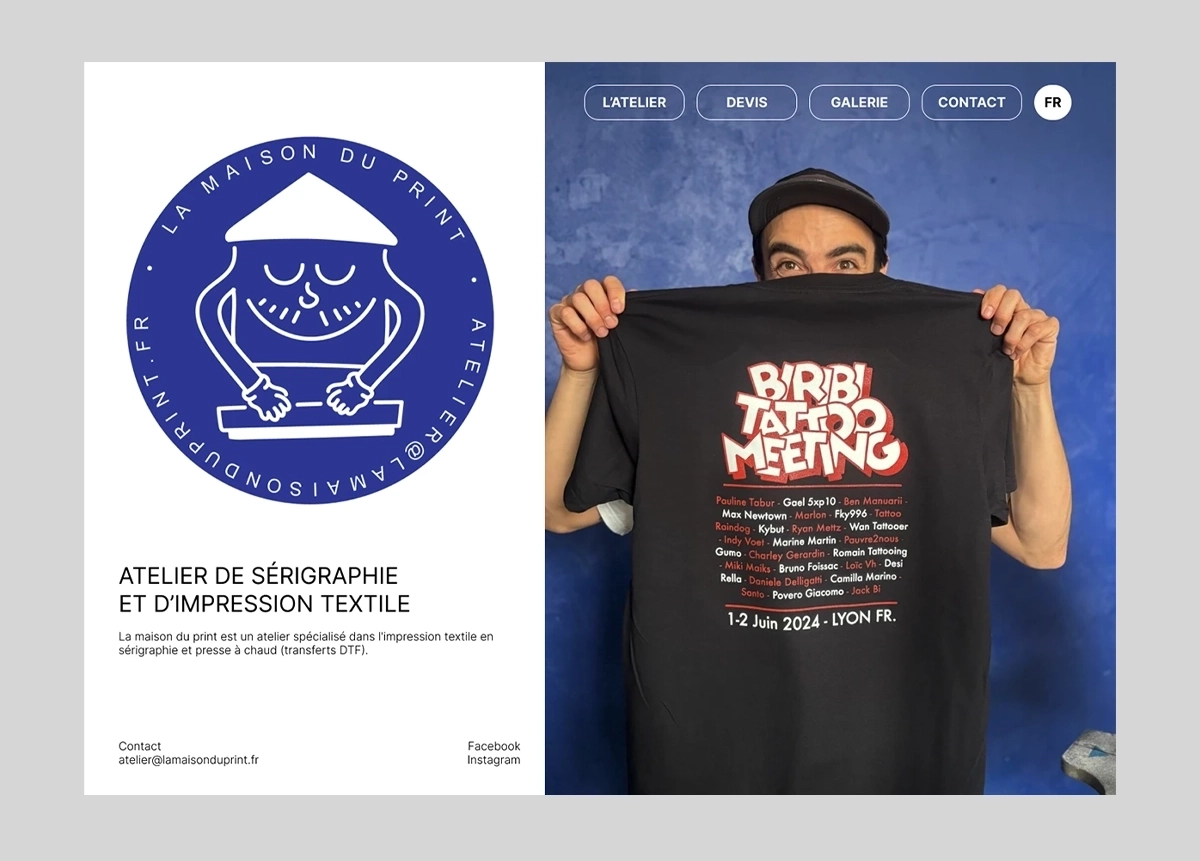 LA MAISON DU PRINT • ATELIER@LAMAISONDUPRINT.FR •
ATELIER DE SÉRIGRAPHIE
ET D’IMPRESSION TEXTILE
La maison du print est un atelier spécialisé dans l'impression textile en
sérigraphie et presse à chaud (transferts DTF).
Contact
atelier@lamaisonduprint.fr
Facebook
Instagram
L’ATELIER
DEVIS
GALERIE
CONTACT
FR
BIRIBI
TATTOO
MEETING
Pauline Tabur - Gael 5xp10 - Ben Manuarii -
Max Newtown - Marlon - Fky996 - Tattoo
Raindog - Kybut - Ryan Mettz - Wan Tattooer
- Indy Voet - Marine Martin - Pauvre2nous -
Gumo - Charley Gerardin - Romain Tattooing
- Miki Maiks - Bruno Foissac - Loïc Vh - Desi
Rella - Daniele Delligatti - Camilla Marino -
Santo - Povero Giacomo - Jack Bi
1-2 Juin 2024 - LYON FR.